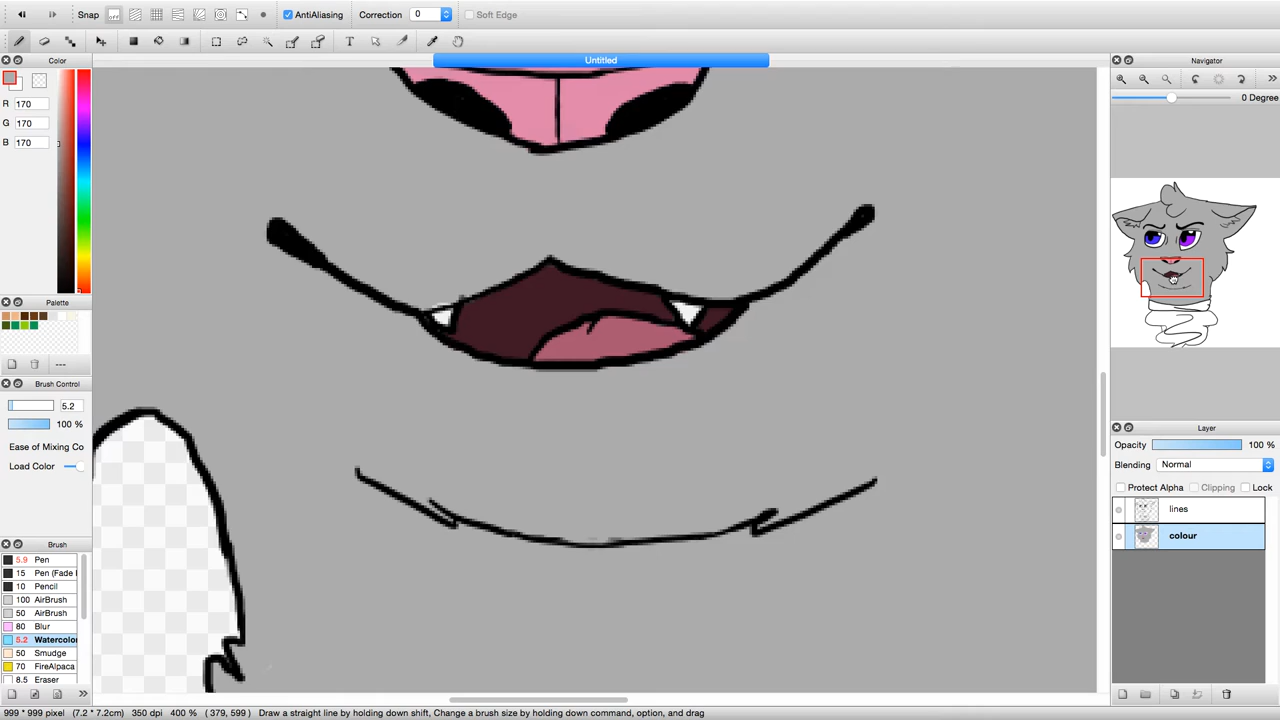 Snap off AntiAliasing Correction 0 Soft Edge
Color
Untitled
Navigator
R 170
G 170
B 170
0 Degree
Palette
---
Brush Control
5.2
100 %
Ease of Mixing Co
Load Color
Brush
5.9 Pen
15 Pen (Fade I
10 Pencil
100 AirBrush
50 AirBrush
80 Blur
5.2 Watercolor
50 Smudge
70 FireAlpaca
8.5 Eraser
Layer
Opacity 100 %
Blending Normal
Protect Alpha Clipping Lock
lines
colour
999 * 999 pixel (7.2 * 7.2cm) 350 dpi 400 % ( 379, 599 ) Draw a straight line by holding down shift, Change a brush size by holding down command, option, and drag